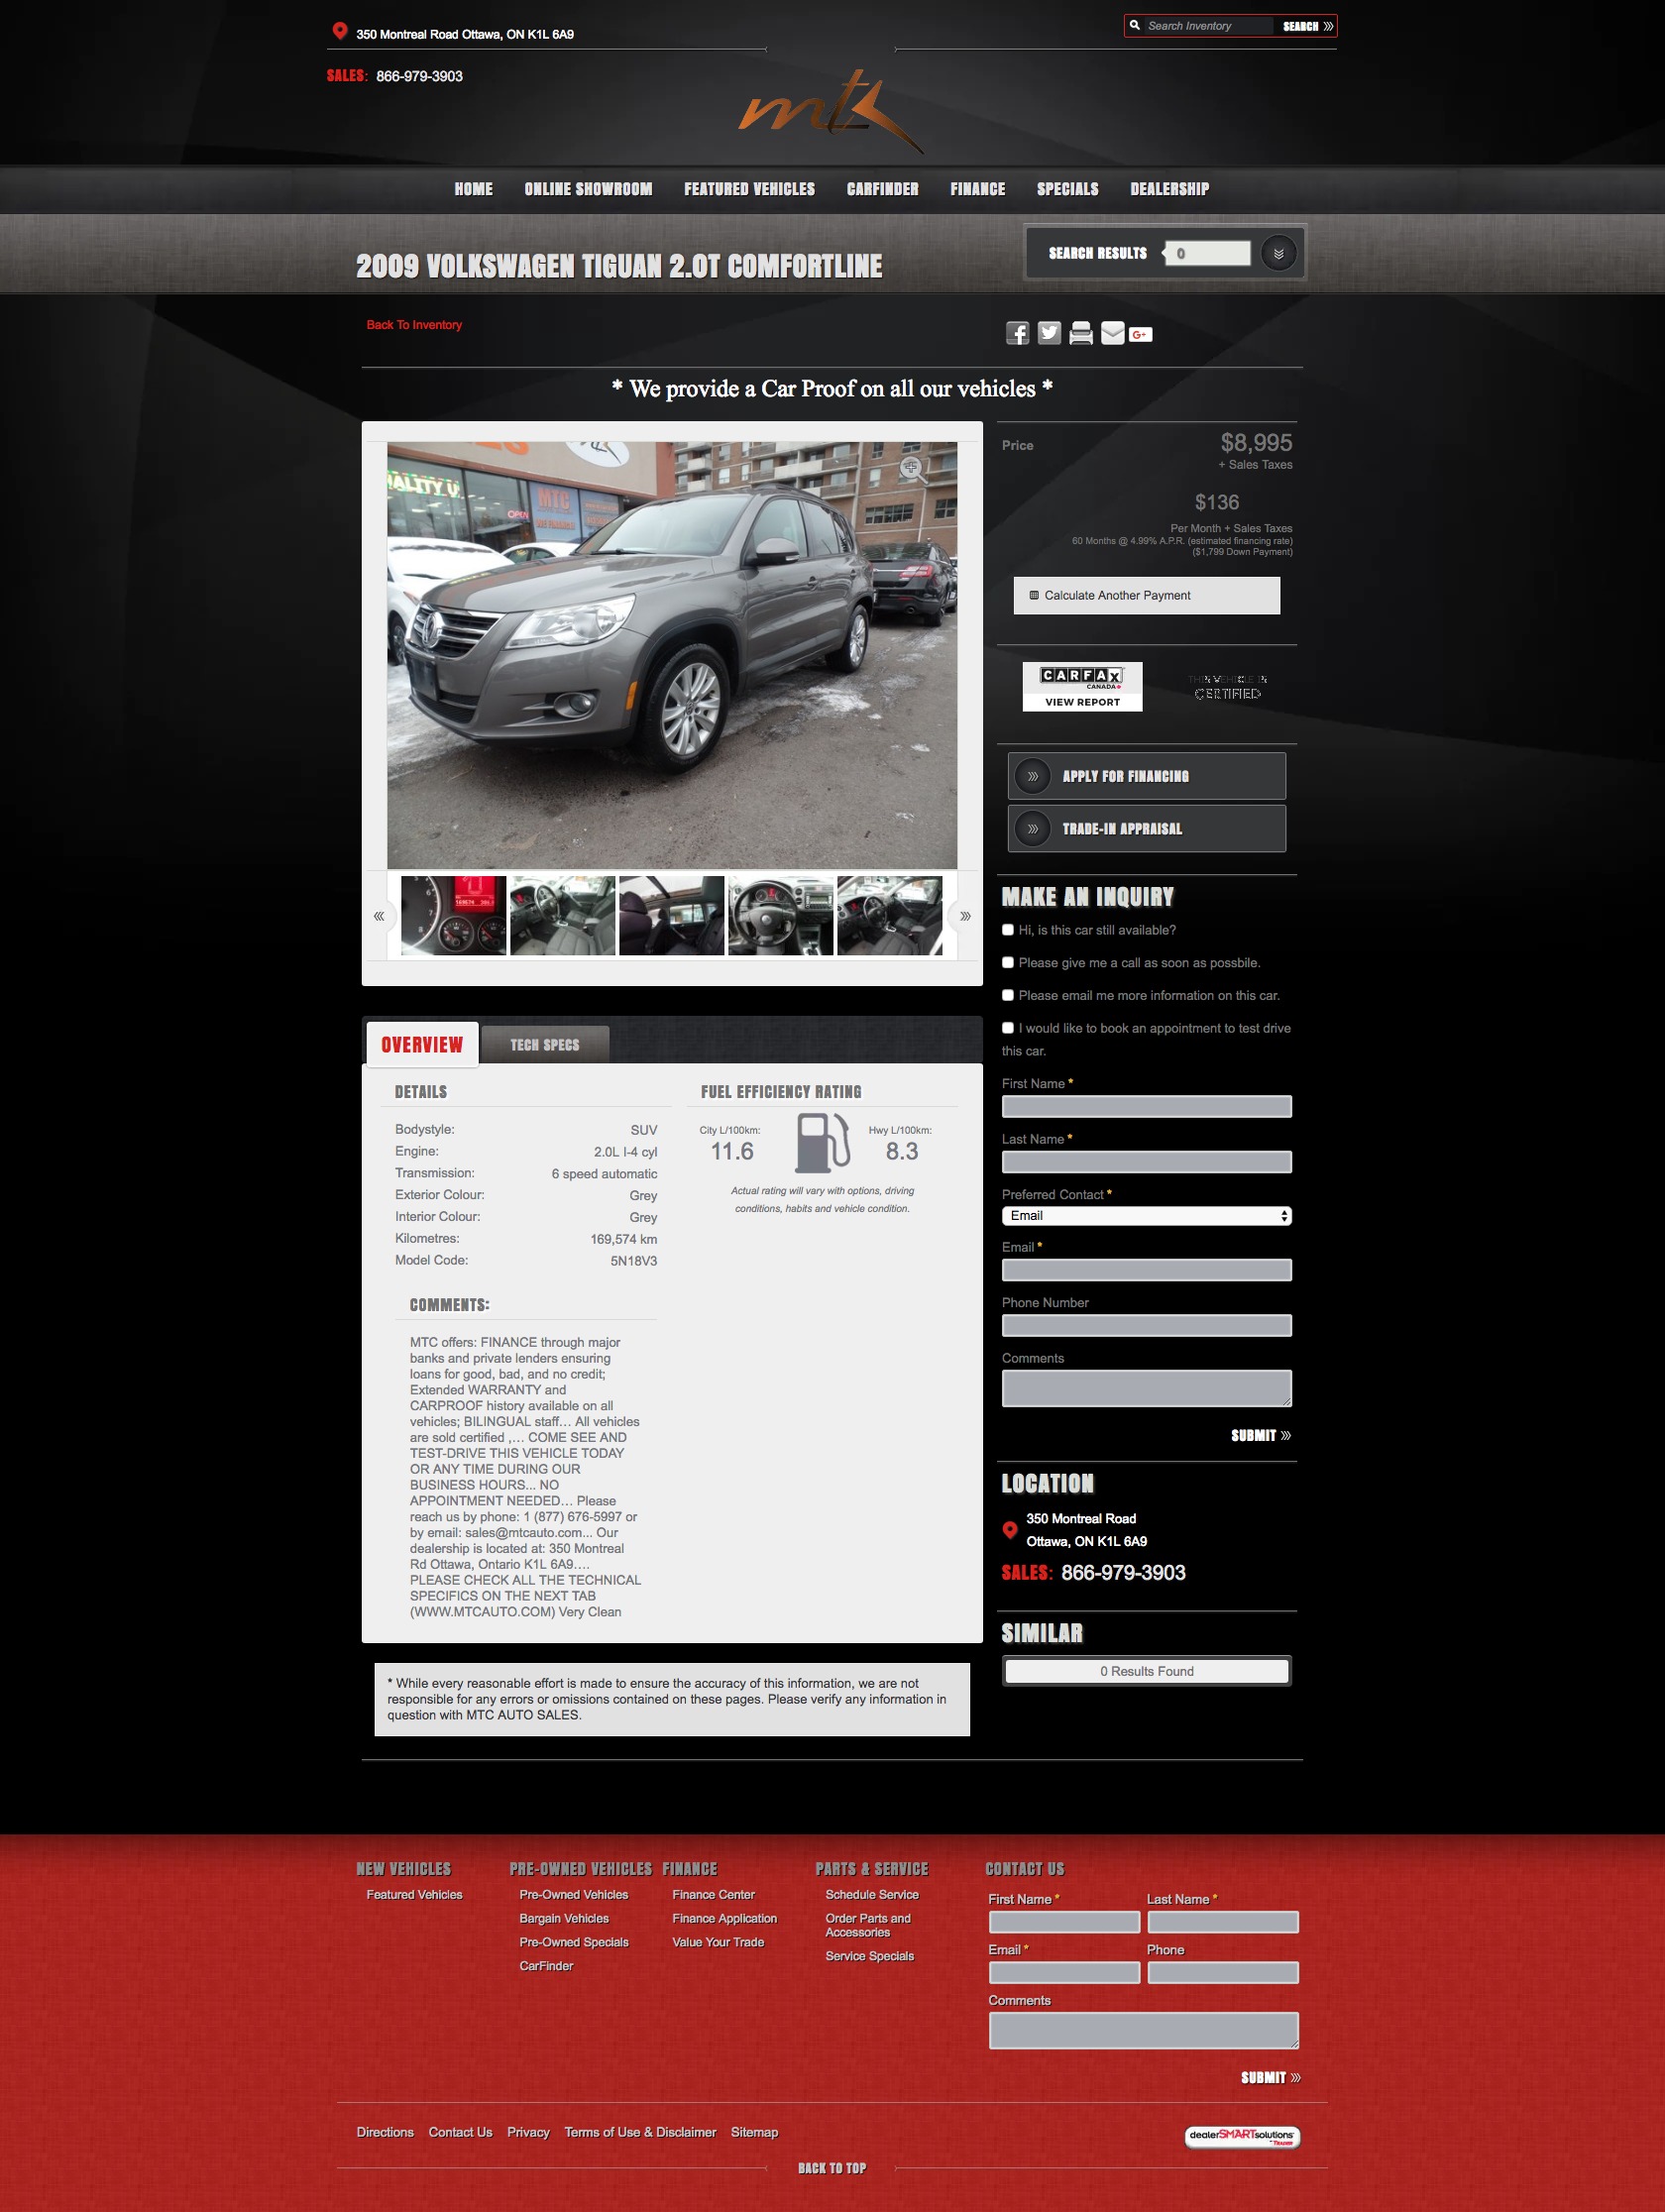 350 Montreal Road Ottawa, ON K1L 6A9
Search Inventory
SEARCH
SALES: 866-979-3903
mtc
HOME
ONLINE SHOWROOM
FEATURED VEHICLES
CARFINDER
FINANCE
SPECIALS
DEALERSHIP
2009 VOLKSWAGEN TIGUAN 2.0T COMFORTLINE
SEARCH RESULTS
0
Back To Inventory
G+
* We provide a Car Proof on all our vehicles *
ALITY
OPEN
MTC
Price
$8,995
+ Sales Taxes
$136
Per Month + Sales Taxes
60 Months @ 4.99% A.P.R. (estimated financing rate)
($1,799 Down Payment)
Calculate Another Payment
CARFAX
CANADA
VIEW REPORT
CERTIFIED
APPLY FOR FINANCING
TRADE-IN APPRAISAL
MAKE AN INQUIRY
Hi, is this car still available?
Please give me a call as soon as possbile.
Please email me more information on this car.
I would like to book an appointment to test drive
this car.
First Name *
Last Name *
Preferred Contact *
Email
Email *
Phone Number
Comments
SUBMIT
LOCATION
350 Montreal Road
Ottawa, ON K1L 6A9
SALES: 866-979-3903
SIMILAR
0 Results Found
OVERVIEW
TECH SPECS
DETAILS
Bodystyle: SUV
Engine: 2.0L I-4 cyl
Transmission: 6 speed automatic
Exterior Colour: Grey
Interior Colour: Grey
Kilometres: 169,574 km
Model Code: 5N18V3
FUEL EFFICIENCY RATING
City L/100km:
11.6
Hwy L/100km:
8.3
Actual rating will vary with options, driving
conditions, habits and vehicle condition.
COMMENTS:
MTC offers: FINANCE through major
banks and private lenders ensuring
loans for good, bad, and no credit;
Extended WARRANTY and
CARPROOF history available on all
vehicles; BILINGUAL staff… All vehicles
are sold certified ,… COME SEE AND
TEST-DRIVE THIS VEHICLE TODAY
OR ANY TIME DURING OUR
BUSINESS HOURS... NO
APPOINTMENT NEEDED… Please
reach us by phone: 1 (877) 676-5997 or
by email: sales@mtcauto.com... Our
dealership is located at: 350 Montreal
Rd Ottawa, Ontario K1L 6A9….
PLEASE CHECK ALL THE TECHNICAL
SPECIFICS ON THE NEXT TAB
(WWW.MTCAUTO.COM) Very Clean
* While every reasonable effort is made to ensure the accuracy of this information, we are not
responsible for any errors or omissions contained on these pages. Please verify any information in
question with MTC AUTO SALES.
NEW VEHICLES
Featured Vehicles
PRE-OWNED VEHICLES
Pre-Owned Vehicles
Bargain Vehicles
Pre-Owned Specials
CarFinder
FINANCE
Finance Center
Finance Application
Value Your Trade
PARTS & SERVICE
Schedule Service
Order Parts and
Accessories
Service Specials
CONTACT US
First Name *
Last Name *
Email *
Phone
Comments
SUBMIT
Directions
Contact Us
Privacy
Terms of Use & Disclaimer
Sitemap
dealerSMARTsolutions
BACK TO TOP